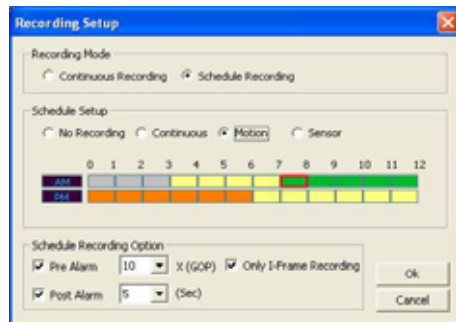 Recording Setup
Recording Mode
Continuous Recording Schedule Recording
Schedule Setup
No Recording Continuous Motion Sensor
0 1 2 3 4 5 6 7 8 9 10 11 12
AM
PM
Schedule Recording Option
Pre Alarm 10 X (GOP) Only I-Frame Recording
Post Alarm 5 (Sec)
Ok
Cancel